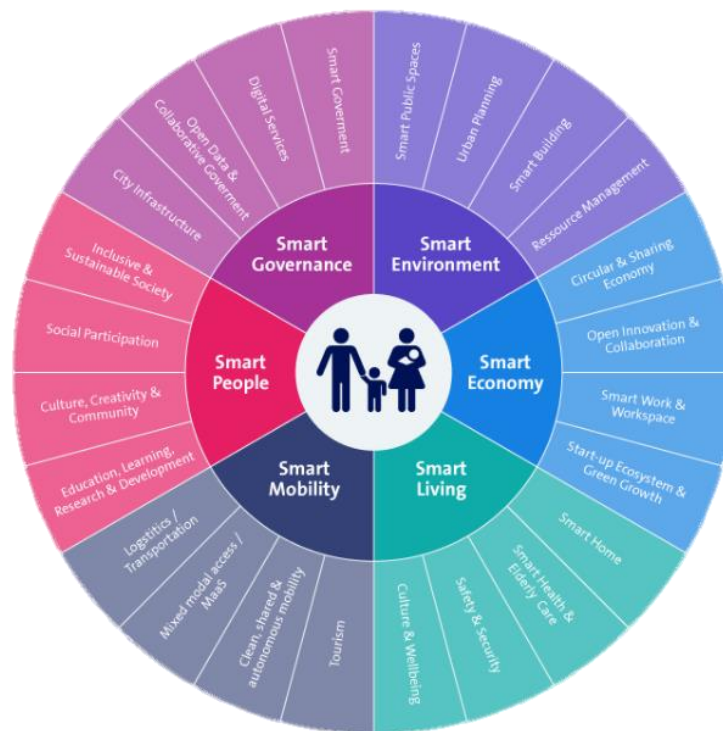 Smart
Governance
Smart
Environment
Smart
Economy
Smart
Living
Smart
Mobility
Smart
People
Smart Public Spaces
Urban Planning
Smart Building
Ressource Management
Circular & Sharing
Economy
Open Innovation &
Collaboration
Smart Work &
Workspace
Start-up Ecosystem &
Green Growth
Smart Home
Smart Health &
Elderly Care
Safety & Security
Culture & Wellbeing
Tourism
Clean, shared &
autonomous mobility
Mixed modal access /
MaaS
Logstitics /
Transportation
Education, Learning,
Research & Development
Culture, Creativity &
Community
Social Participation
Inclusive &
Sustainable Society
City Infrastructure
Open Data &
Collaborative Goverment
Digital Services
Smart Goverment